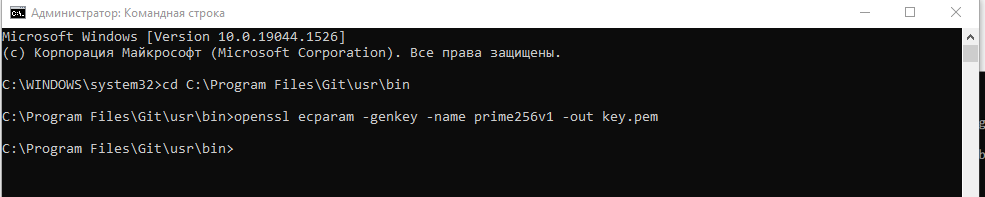 Администратор: Командная строка
Microsoft Windows [Version 10.0.19044.1526]
(c) Корпорация Майкрософт (Microsoft Corporation). Все права защищены.
C:\WINDOWS\system32>cd C:\Program Files\Git\usr\bin
C:\Program Files\Git\usr\bin>openssl ecparam -genkey -name prime256v1 -out key.pem
C:\Program Files\Git\usr\bin>